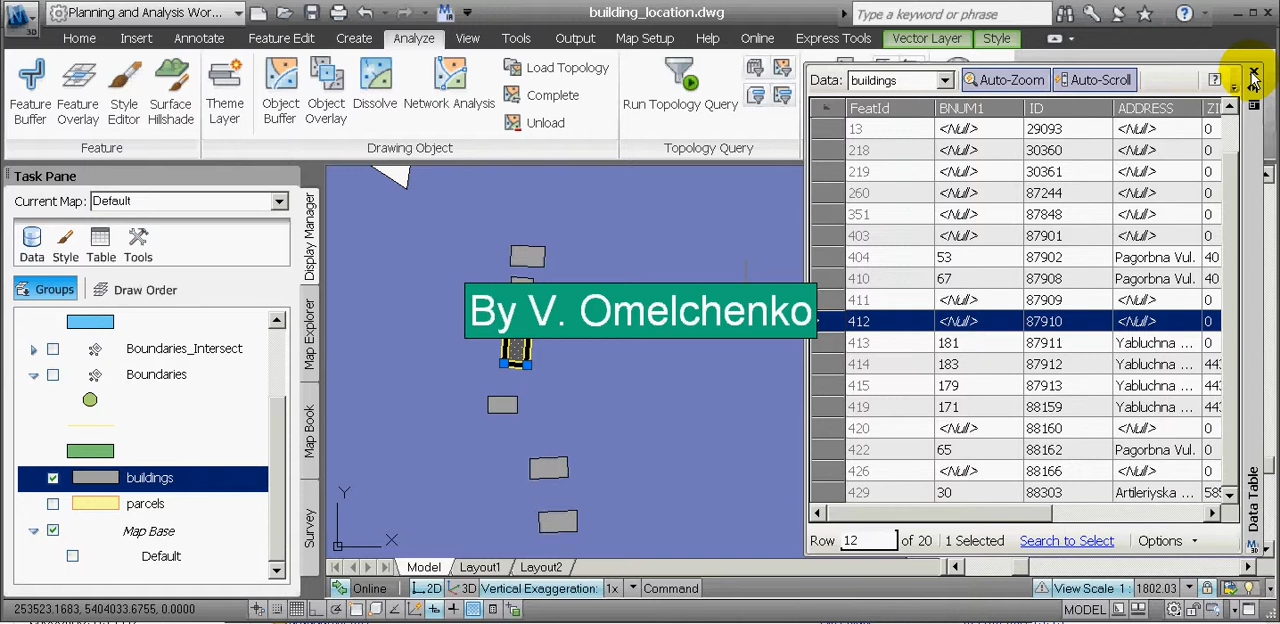 Planning and Analysis Wor...
building_location.dwg
Type a keyword or phrase
Home Insert Annotate Feature Edit Create Analyze View Tools Output Map Setup Help Online Express Tools Vector Layer Style
Feature Buffer
Feature Overlay
Style Editor
Surface Hillshade
Theme Layer
Object Buffer
Object Overlay
Dissolve
Network Analysis
Load Topology
Complete
Unload
Run Topology Query
Feature
Drawing Object
Topology Query
Task Pane
Current Map: Default
Data Style Table Tools
Groups Draw Order
Boundaries_Intersect
Boundaries
buildings
parcels
Map Base
Default
Display Manager
Map Explorer
Map Book
Survey
By V. Omelchenko
Y
X
Data: buildings Auto-Zoom Auto-Scroll
FeatId BNUM1 ID ADDRESS ZI
13 <Null> 29093 <Null> 0
218 <Null> 30360 <Null> 0
219 <Null> 30361 <Null> 0
260 <Null> 87244 <Null> 0
351 <Null> 87848 <Null> 0
403 <Null> 87901 <Null> 0
404 53 87902 Pagorbna Vul. 40
410 67 87908 Pagorbna Vul. 40
411 <Null> 87909 <Null> 0
412 <Null> 87910 <Null> 0
413 181 87911 Yabluchna ... 443
414 183 87912 Yabluchna ... 443
415 179 87913 Yabluchna ... 443
419 171 88159 Yabluchna ... 443
420 <Null> 88160 <Null> 0
422 65 88162 Pagorbna Vul. 0
426 <Null> 88166 <Null> 0
429 30 88303 Artileriyska ... 585
Row 12 of 20 1 Selected Search to Select Options
Data Table
Model Layout1 Layout2
Online 2D 3D Vertical Exaggeration: 1x Command
View Scale 1: 1802.03
253523.1683, 5404033.6755, 0.0000
MODEL